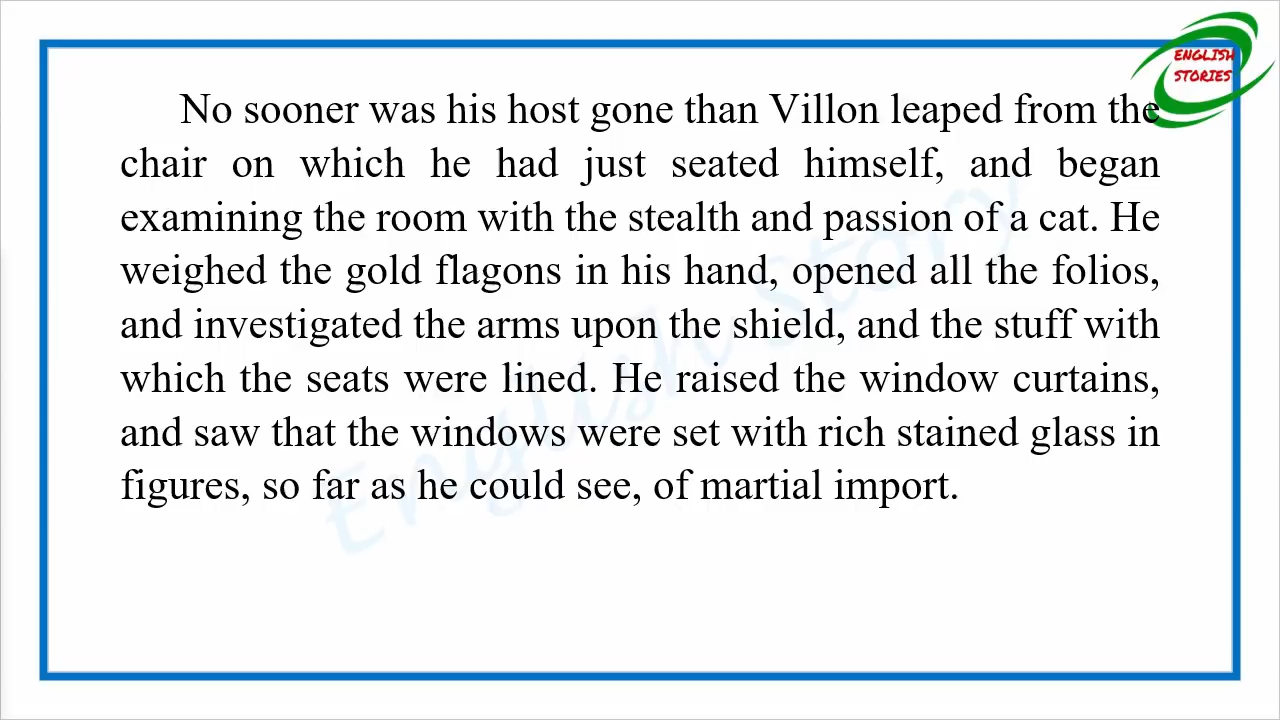 ENGLISH
STORIES
No sooner was his host gone than Villon leaped from the
chair on which he had just seated himself, and began
examining the room with the stealth and passion of a cat. He
weighed the gold flagons in his hand, opened all the folios,
and investigated the arms upon the shield, and the stuff with
which the seats were lined. He raised the window curtains,
and saw that the windows were set with rich stained glass in
figures, so far as he could see, of martial import.
English Story